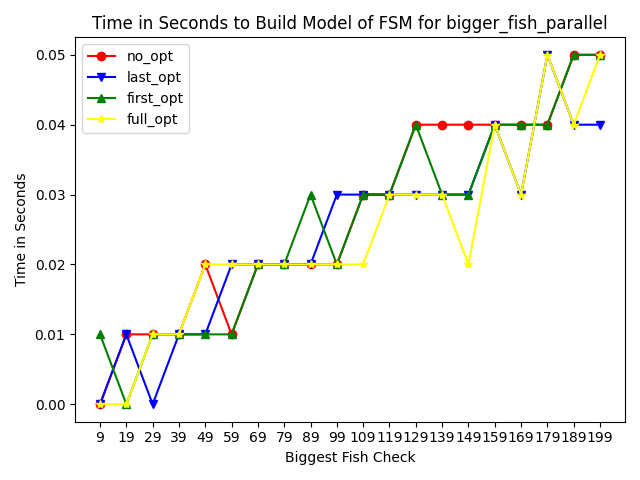 Time in Seconds to Build Model of FSM for bigger_fish_parallel
no_opt
last_opt
first_opt
full_opt
Time in Seconds
0.05
0.04
0.03
0.02
0.01
0.00
9 19 29 39 49 59 69 79 89 99 109 119 129 139 149 159 169 179 189 199
Biggest Fish Check